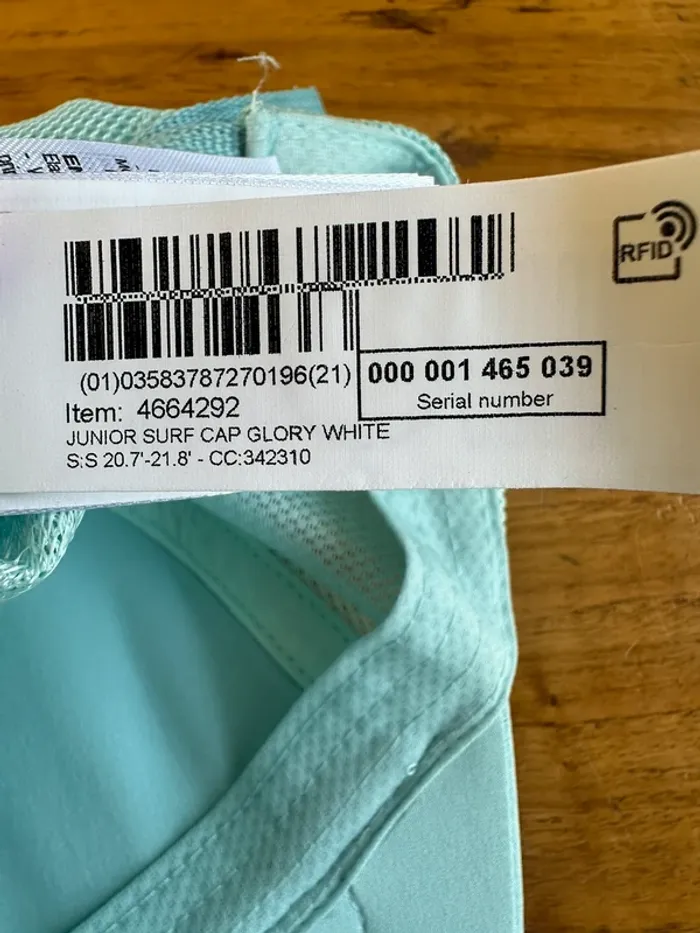 RFID
(01)03583787270196(21)
000 001 465 039
Serial number
Item: 4664292
JUNIOR SURF CAP GLORY WHITE
S:S 20.7'-21.8' - CC:342310